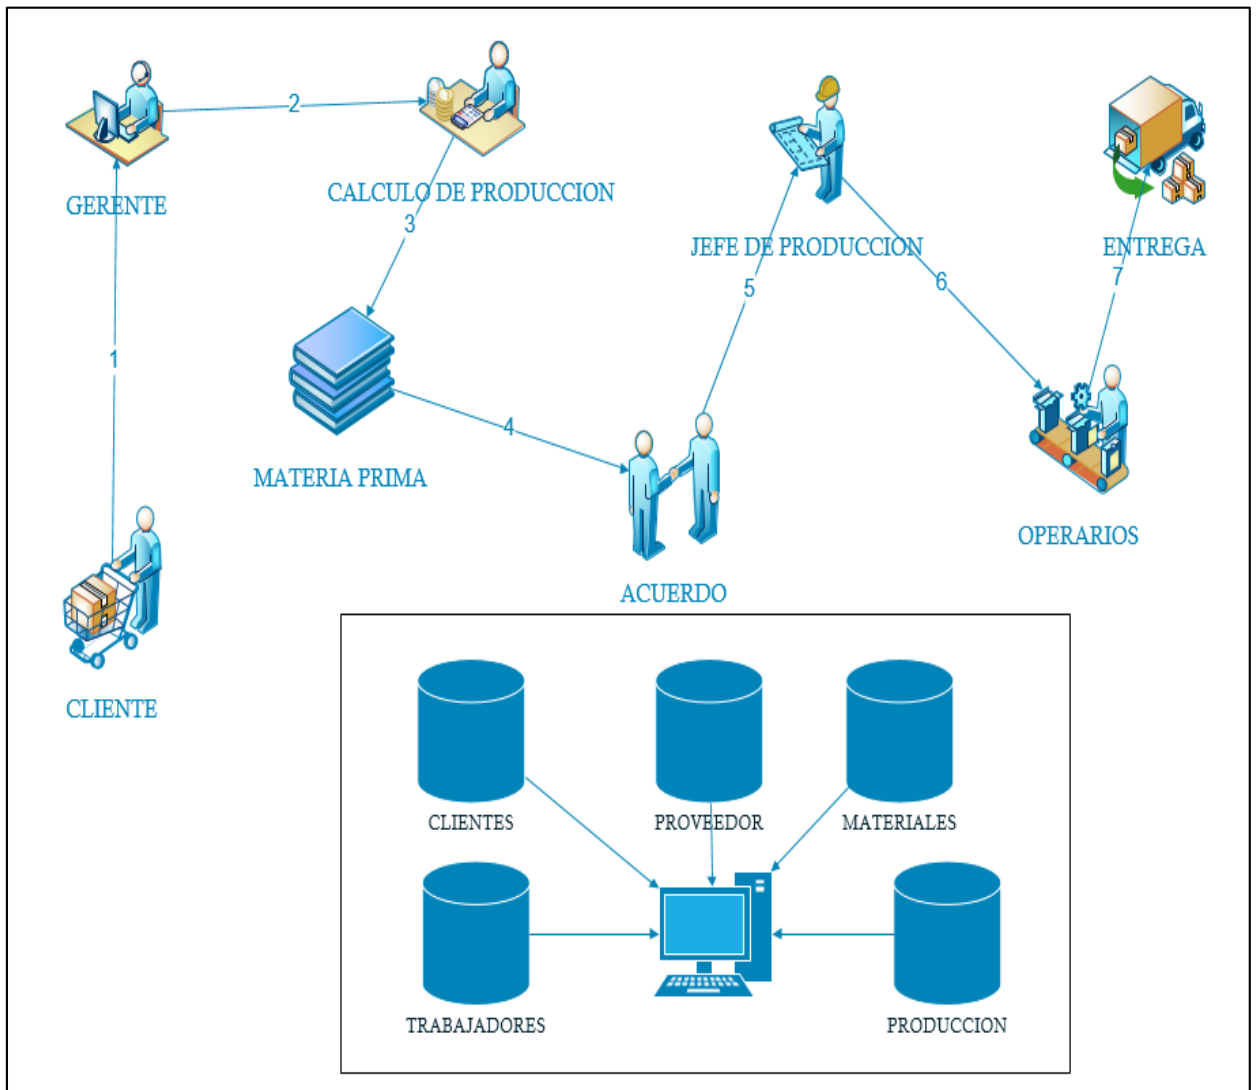 2
GERENTE
CALCULO DE PRODUCCION
3
JEFE DE PRODUCCION
ENTREGA
5
6
7
1
4
MATERIA PRIMA
OPERARIOS
ACUERDO
CLIENTE
CLIENTES
PROVEEDOR
MATERIALES
TRABAJADORES
PRODUCCION